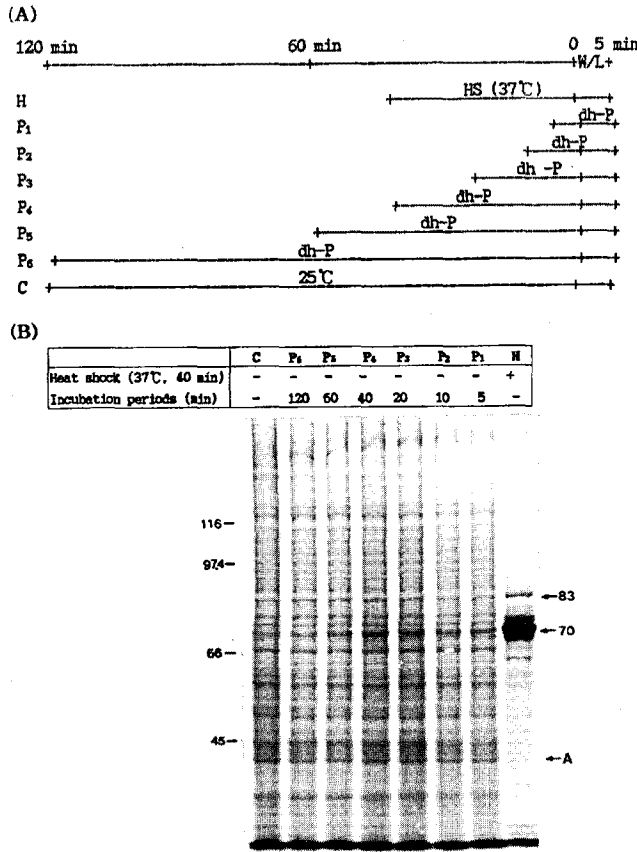 (A)
120 min 60 min 0 5 min
W/L
H HS (37℃)
P₁ dh-P
P₂ dh-P
P₃ dh -P
P₄ dh-P
P₅ dh-P
P₆ dh-P
C 25℃
(B)
C P₆ P₅ P₄ P₃ P₂ P₁ H
Heat shock (37℃, 40 min) - - - - - - - +
Incubation periods (min) - 120 60 40 20 10 5 -
116
97.4
83
70
66
45
A